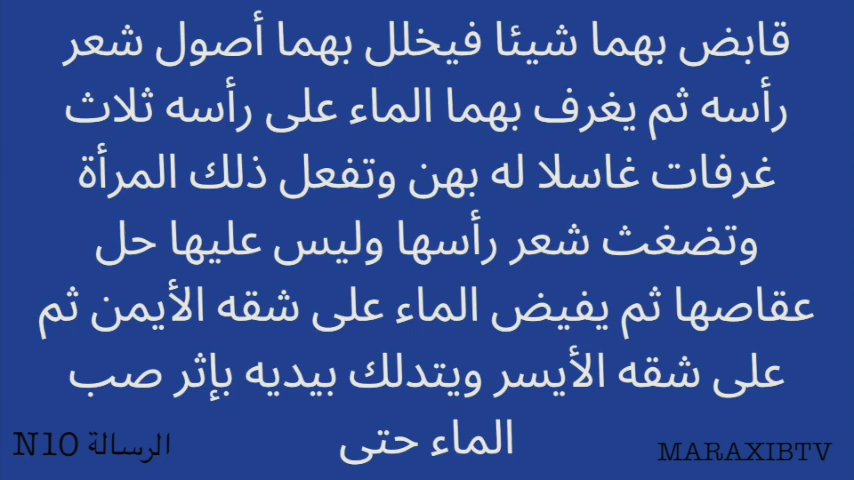 قابض بهما شيئا فيخلل بهما أصول شعر
رأسه ثم يغرف بهما الماء على رأسه ثلاث
غرفات غاسلا له بهن وتفعل ذلك المرأة
وتضغث شعر رأسها وليس عليها حل
عقاصها ثم يفيض الماء على شقه الأيمن ثم
على شقه الأيسر ويتدلك بيديه بإثر صب
الماء حتى
الرسالة N10
MARAXIBTV